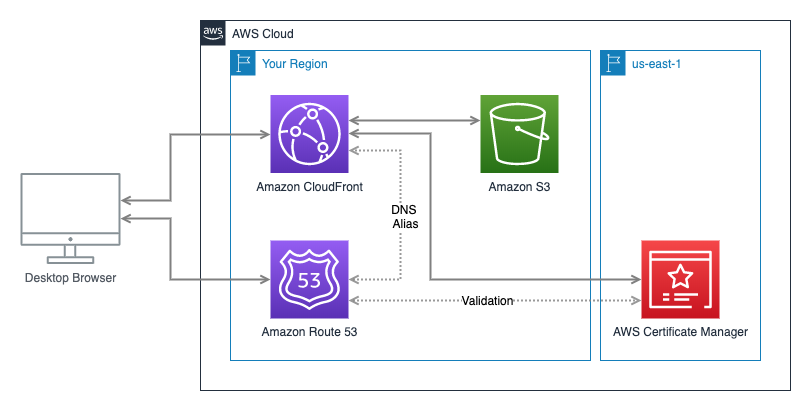 aws
AWS Cloud
Your Region
us-east-1
Amazon CloudFront
Amazon S3
DNS
Alias
Desktop Browser
53
Validation
Amazon Route 53
AWS Certificate Manager